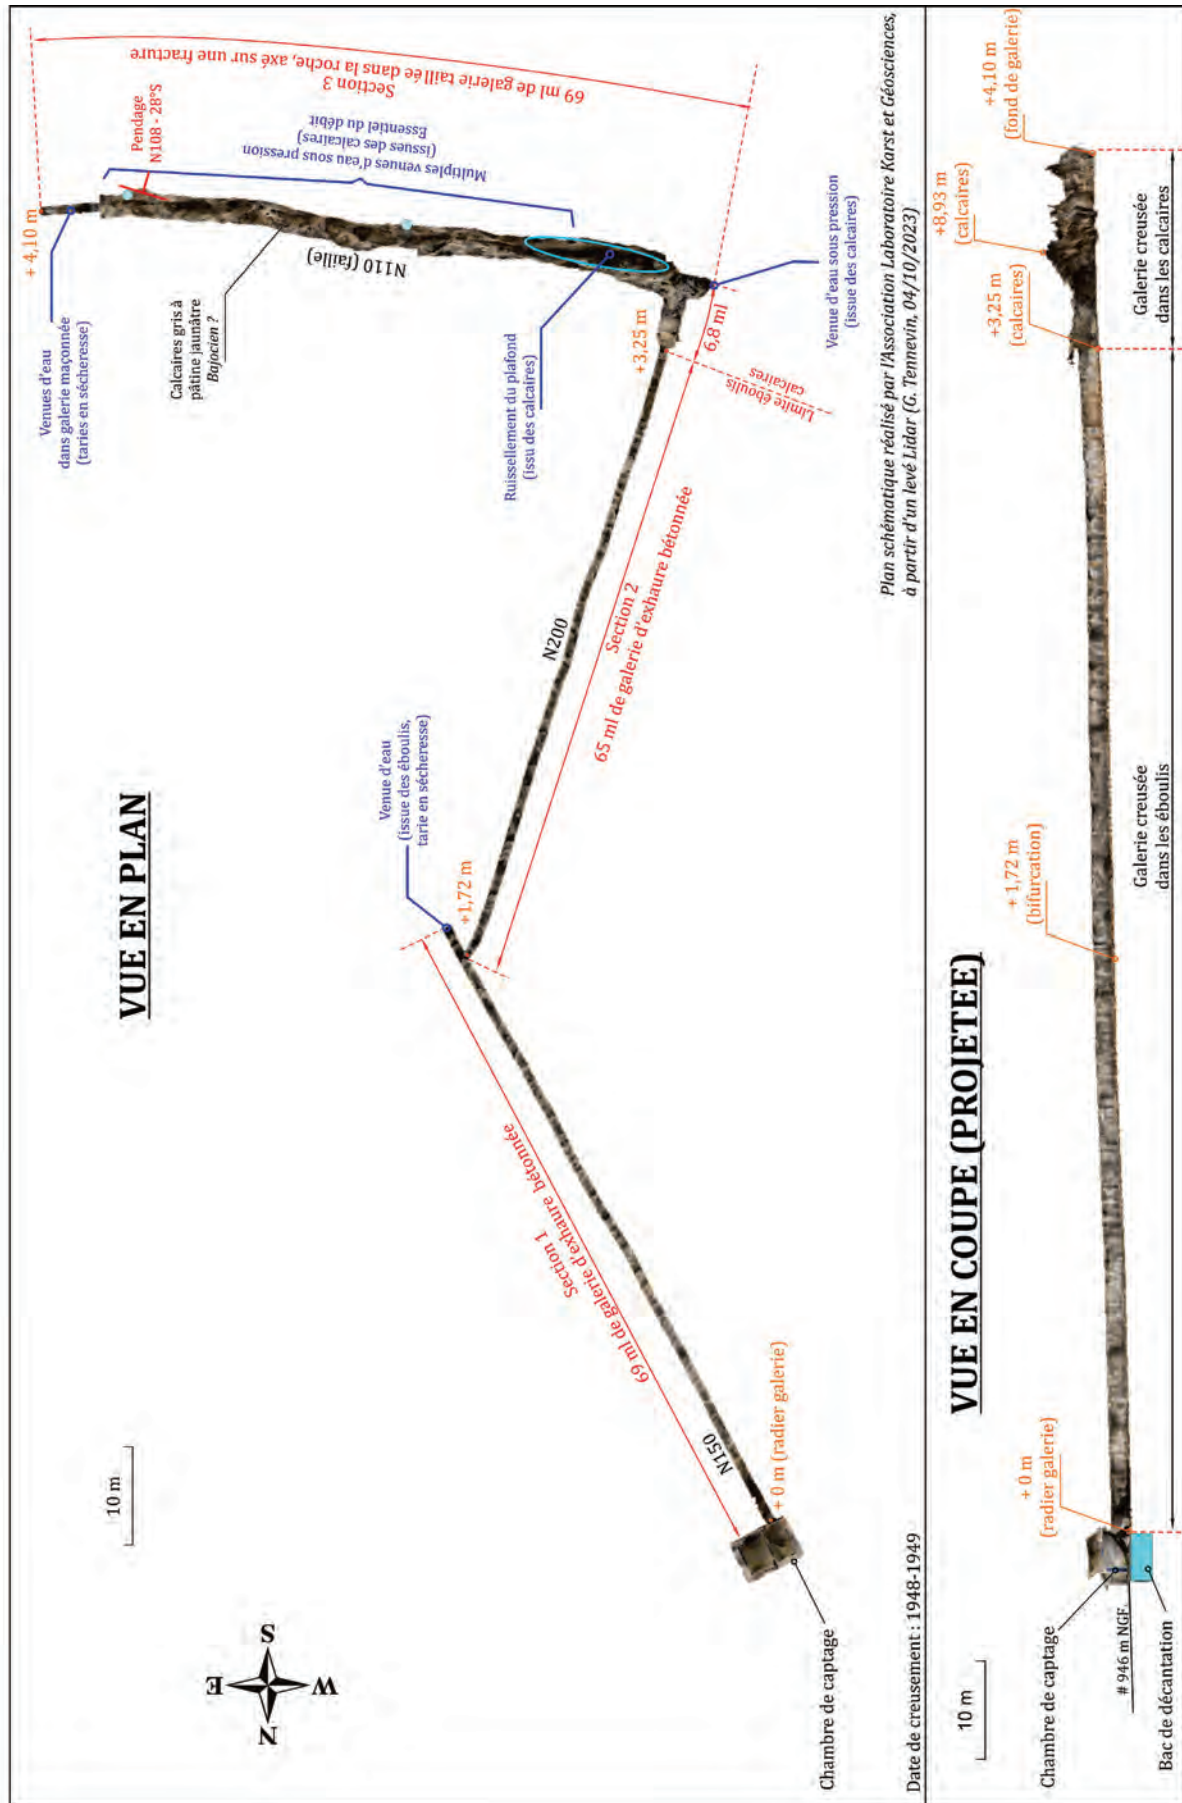 VUE EN PLAN
10 m
N
E
S
W
Chambre de captage
+ 0 m (radier galerie)
N150
Section 1
69 ml de galerie d'exhaure bétonnée
Venue d'eau
(issue des éboulis,
tarie en sécheresse)
+1,72 m
N200
Section 2
65 ml de galerie d'exhaure bétonnée
Limite éboulis
calcaires
6,8 ml
+3,25 m
Venue d'eau sous pression
(issue des calcaires)
Ruissellement du plafond
(issu des calcaires)
N110 (faille)
Calcaires gris à
pâtine jaunâtre
Bajocien ?
Multiples venues d'eau sous pression
(issues des calcaires)
Essentiel du débit
Pendage
N108 - 28°S
Section 3
69 ml de galerie taillée dans la roche, axé sur une fracture
Venues d'eau
dans galerie maçonnée
(taries en sécheresse)
+ 4,10 m
Date de creusement : 1948-1949
Plan schématique réalisé par l'Association Laboratoire Karst et Géosciences,
à partir d'un levé Lidar (G. Tennevin, 04/10/2023)
VUE EN COUPE (PROJETEE)
10 m
Chambre de captage
# 946 m NGF
Bac de décantation
+ 0 m
(radier galerie)
+ 1,72 m
(bifurcation)
+3,25 m
(calcaires)
+8,93 m
(calcaires)
+4,10 m
(fond de galerie)
Galerie creusée
dans les éboulis
Galerie creusée
dans les calcaires